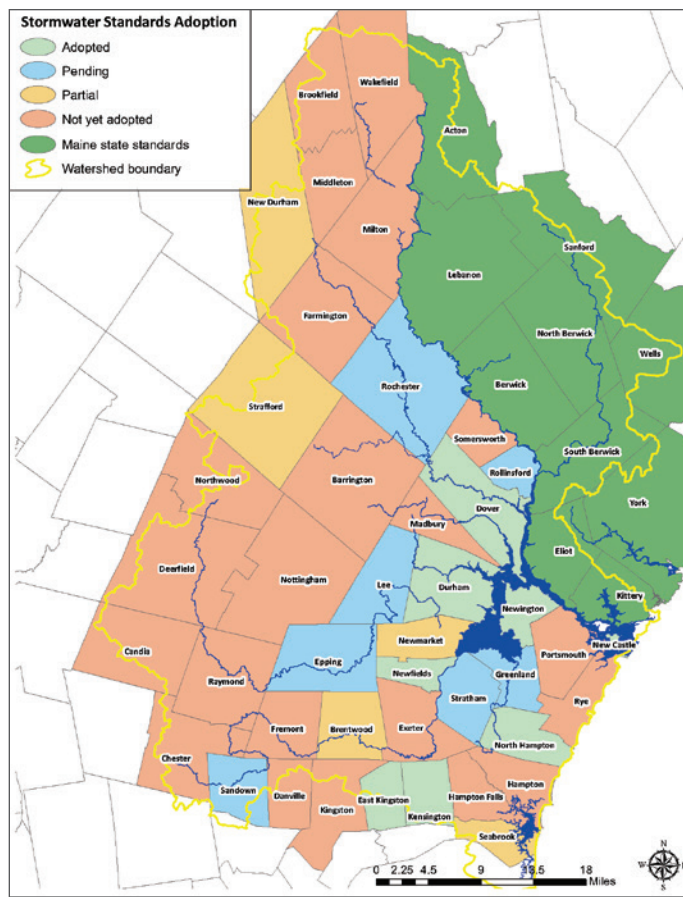 Stormwater Standards Adoption
Adopted
Pending
Partial
Not yet adopted
Maine state standards
Watershed boundary
Wakefield
Brookfield
Acton
Middleton
New Durham
Milton
Sanford
Lebanon
Farmington
North Berwick
Wells
Rochester
Berwick
Strafford
Somersworth
South Berwick
Rollinsford
Northwood
Barrington
York
Dover
Madbury
Eliot
Deerfield
Nottingham
Lee
Durham
Kittery
Newington
Newmarket
New Castle
Portsmouth
Candia
Epping
Newfields
Greenland
Raymond
Stratham
Rye
Fremont
Brentwood
Exeter
North Hampton
Chester
Sandown
Danville
Hampton
East Kingston
Hampton Falls
Kingston
Kensington
Seabrook
N
0 2.25 4.5 9 13.5 18
Miles
S